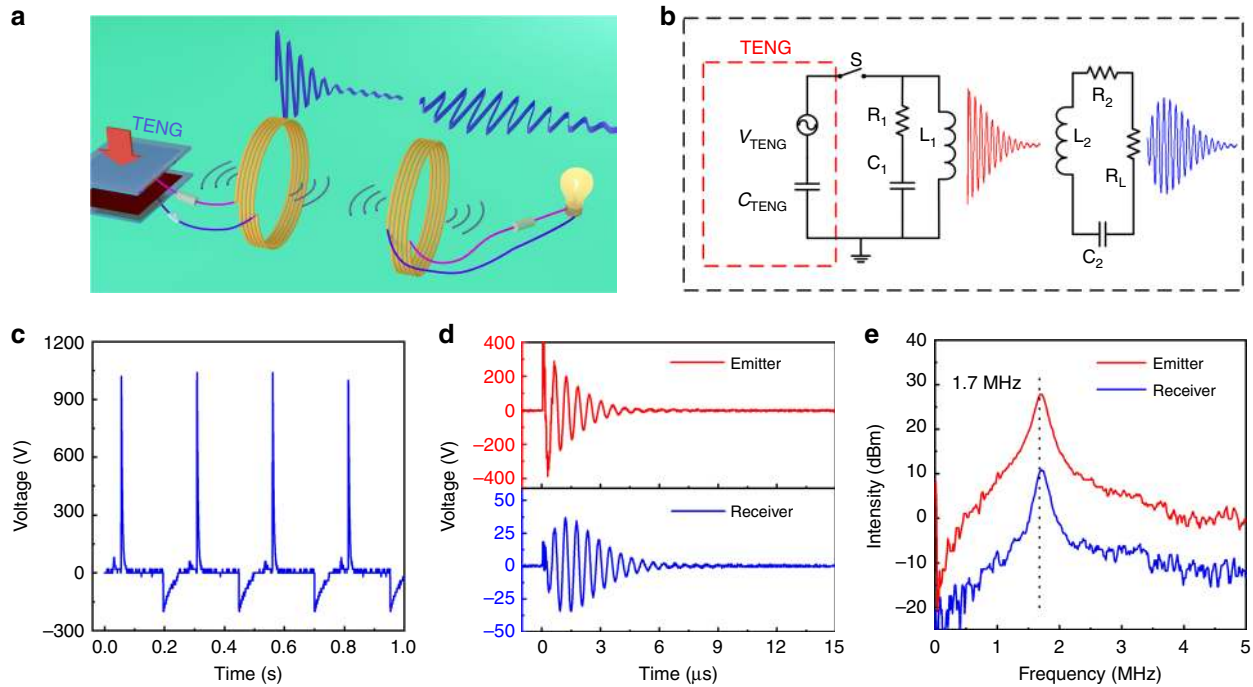 a
TENG
b
TENG
S
V_TENG
C_TENG
R₁
C₁
L₁
L₂
R₂
R_L
C₂
c
Voltage (V)
1200
900
600
300
0
–300
0.0 0.2 0.4 0.6 0.8 1.0
Time (s)
d
Voltage (V)
400
200
0
–200
–400
Emitter
50
25
0
–25
–50
Receiver
0 3 6 9 12 15
Time (μs)
e
Intensity (dBm)
40
30
20
10
0
–10
–20
1.7 MHz
Emitter
Receiver
0 1 2 3 4 5
Frequency (MHz)